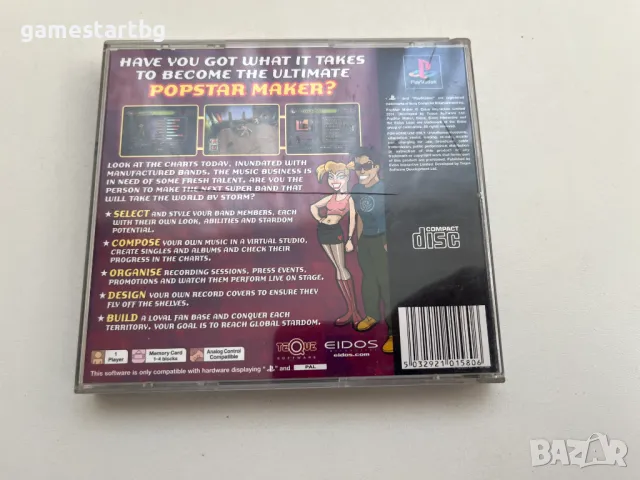 gamestartbg
HAVE YOU GOT WHAT IT TAKES
TO BECOME THE ULTIMATE
POPSTAR MAKER?
LOOK AT THE CHARTS TODAY, INUNDATED WITH
MANUFACTURED BANDS. THE MUSIC BUSINESS IS
IN NEED OF SOME FRESH TALENT. ARE YOU THE
PERSON TO MAKE THE NEXT SUPER BAND THAT
WILL TAKE THE WORLD BY STORM?
★ SELECT AND STYLE YOUR BAND MEMBERS, EACH
WITH THEIR OWN LOOK, ABILITIES AND STARDOM
POTENTIAL.
★ COMPOSE YOUR OWN MUSIC IN A VIRTUAL STUDIO,
CREATE SINGLES AND ALBUMS AND CHECK THEIR
PROGRESS IN THE CHARTS.
★ ORGANISE RECORDING SESSIONS, PRESS EVENTS,
PROMOTIONS AND WATCH THEM PERFORM LIVE ON STAGE.
★ DESIGN YOUR OWN RECORD COVERS TO ENSURE THEY
FLY OFF THE SHELVES.
★ BUILD A LOYAL FAN BASE AND CONQUER EACH
TERRITORY. YOUR GOAL IS TO REACH GLOBAL STARDOM.
1
Player
Memory Card
1-4 blocks
Analog Control
Compatible
TEQUE
SOFTWARE
EIDOS
eidos.com
This software is only compatible with hardware displaying " " and PAL
PlayStation
COMPACT
disc
5 032921 015806
BAZAR